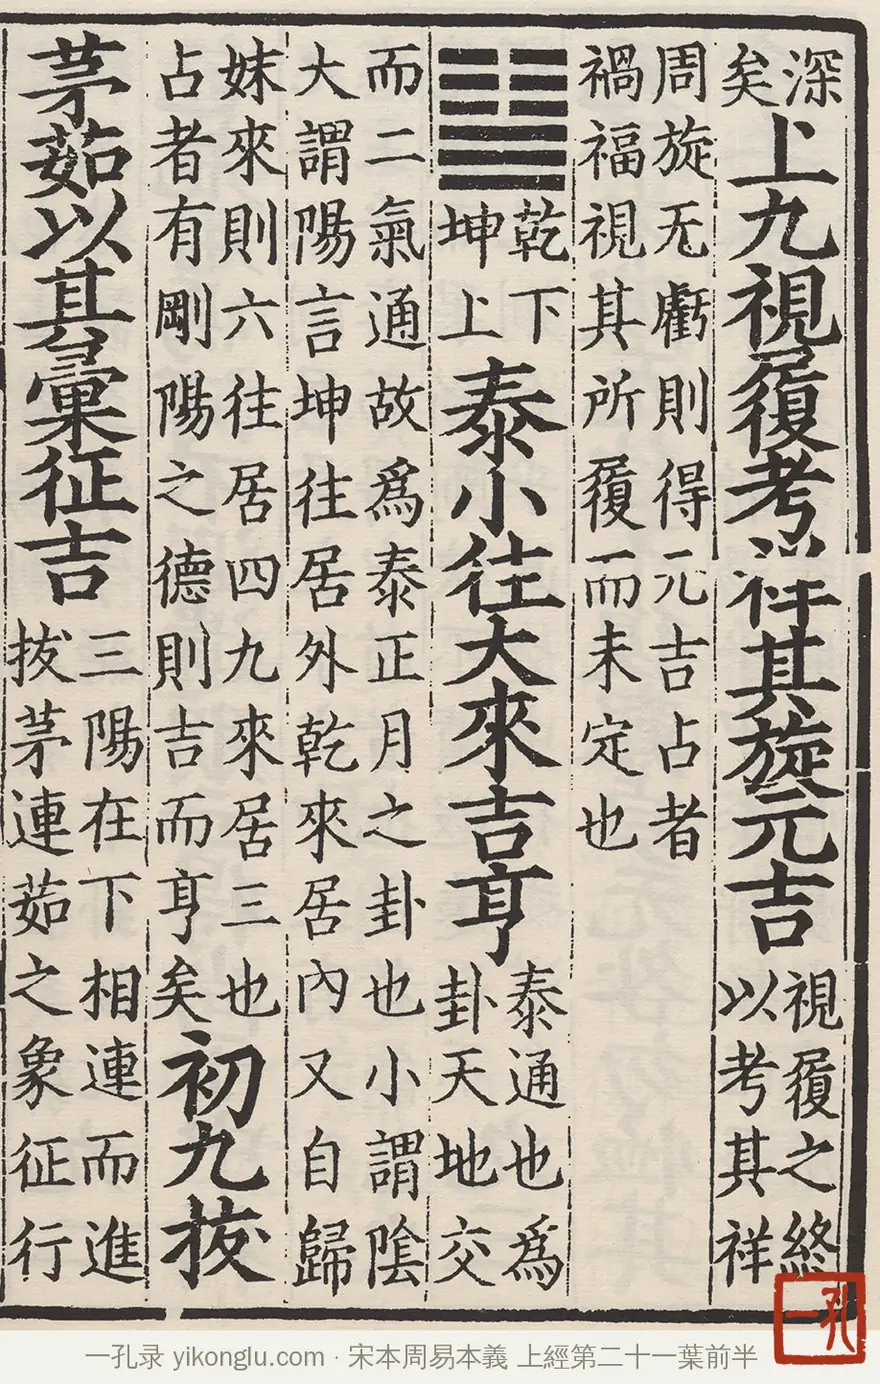 深矣上九視履考祥其旋元吉視履之終以考其祥
周旋无虧則得元吉占者禍福視其所履而未定也
䷊乾下坤上泰小往大來吉亨泰通也爲卦天地交
而二氣通故爲泰正月之卦也小謂陰大謂陽言坤往居外乾來居內又自歸
妹來則六往居四九來居三也占者有剛陽之德則吉而亨矣初九拔
茅茹以其彙征吉三陽在下相連而進拔茅連茹之象征行
一孔
一孔录 yikonglu.com · 宋本周易本義 上經第二十一葉前半